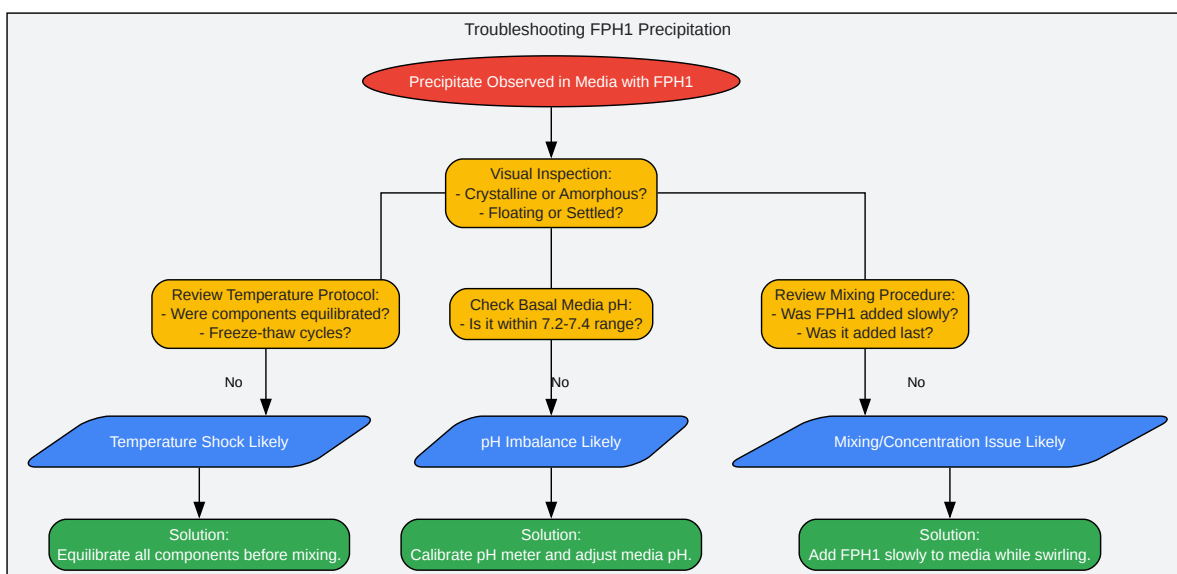 Troubleshooting FPH1 Precipitation
Precipitate Observed in Media with FPH1
Visual Inspection:
- Crystalline or Amorphous?
- Floating or Settled?
Review Temperature Protocol:
- Were components equilibrated?
- Freeze-thaw cycles?
Check Basal Media pH:
- Is it within 7.2-7.4 range?
Review Mixing Procedure:
- Was FPH1 added slowly?
- Was it added last?
No
No
No
Temperature Shock Likely
pH Imbalance Likely
Mixing/Concentration Issue Likely
Solution:
Equilibrate all components before mixing.
Solution:
Calibrate pH meter and adjust media pH.
Solution:
Add FPH1 slowly to media while swirling.